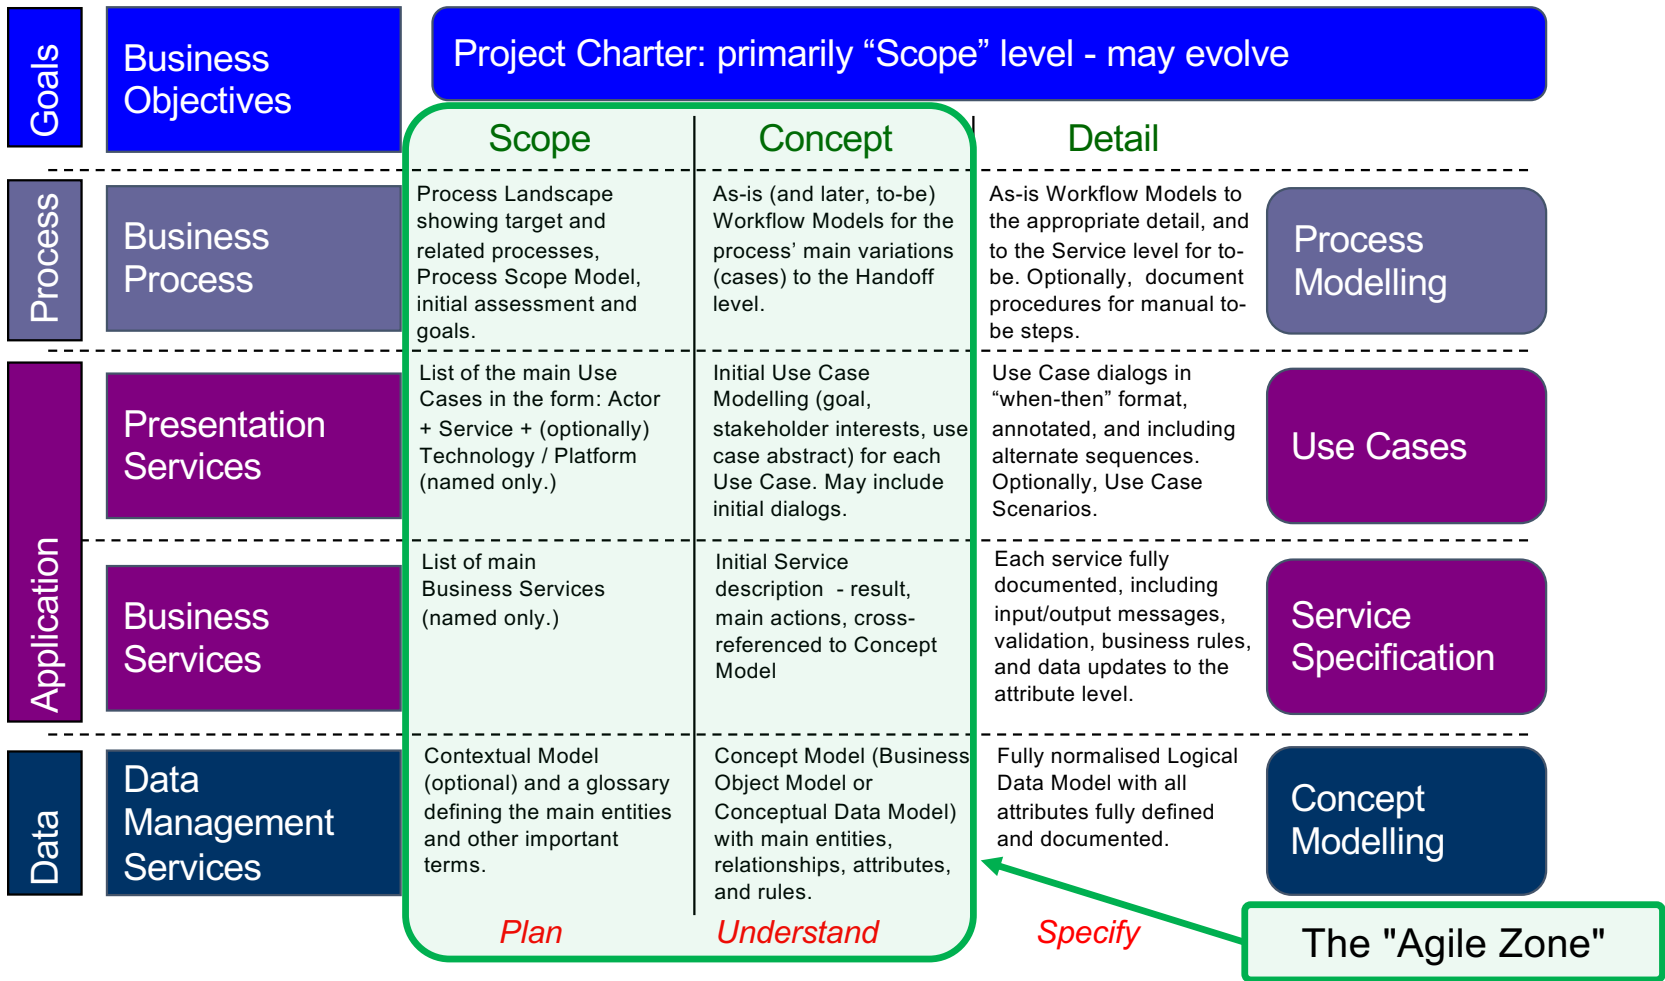 Goals
Business
Objectives
Project Charter: primarily “Scope” level - may evolve
Scope
Concept
Detail
Process
Business
Process
Process Landscape
showing target and
related processes,
Process Scope Model,
initial assessment and
goals.
As-is (and later, to-be)
Workflow Models for the
process’ main variations
(cases) to the Handoff
level.
As-is Workflow Models to
the appropriate detail, and
to the Service level for to-
be. Optionally, document
procedures for manual to-
be steps.
Process
Modelling
Application
Presentation
Services
List of the main Use
Cases in the form: Actor
+ Service + (optionally)
Technology / Platform
(named only.)
Initial Use Case
Modelling (goal,
stakeholder interests, use
case abstract) for each
Use Case. May include
initial dialogs.
Use Case dialogs in
“when-then” format,
annotated, and including
alternate sequences.
Optionally, Use Case
Scenarios.
Use Cases
Business
Services
List of main
Business Services
(named only.)
Initial Service
description - result,
main actions, cross-
referenced to Concept
Model
Each service fully
documented, including
input/output messages,
validation, business rules,
and data updates to the
attribute level.
Service
Specification
Data
Data
Management
Services
Contextual Model
(optional) and a glossary
defining the main entities
and other important
terms.
Concept Model (Business
Object Model or
Conceptual Data Model)
with main entities,
relationships, attributes,
and rules.
Fully normalised Logical
Data Model with all
attributes fully defined
and documented.
Concept
Modelling
Plan
Understand
Specify
The "Agile Zone"